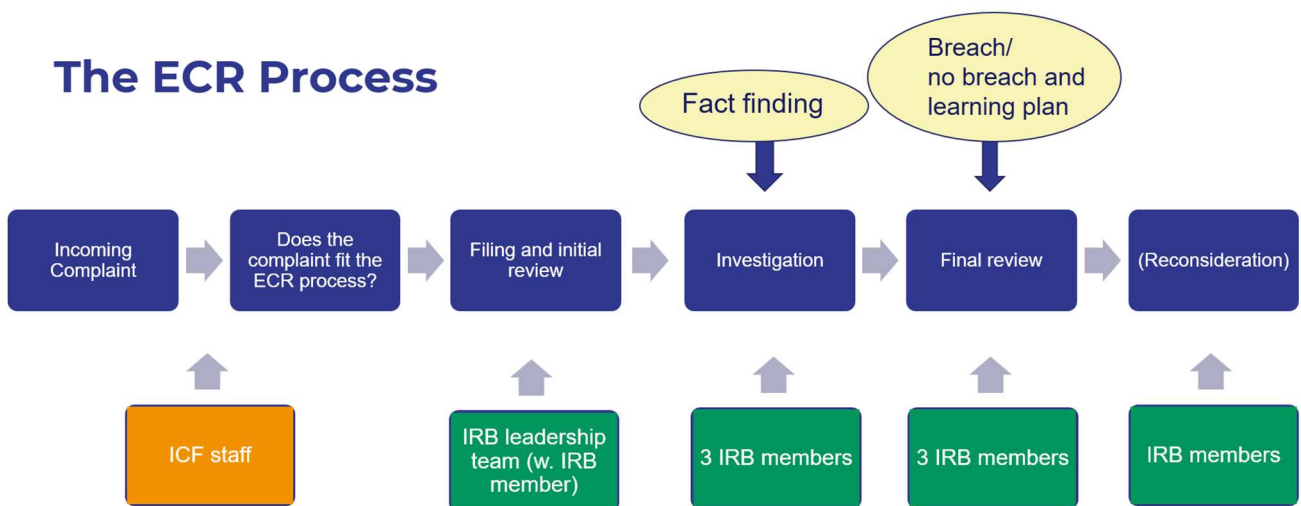 The ECR Process
Fact finding
Breach/
no breach and
learning plan
Incoming
Complaint
Does the
complaint fit the
ECR process?
Filing and initial
review
Investigation
Final review
(Reconsideration)
ICF staff
IRB leadership
team (w. IRB
member)
3 IRB members
3 IRB members
IRB members